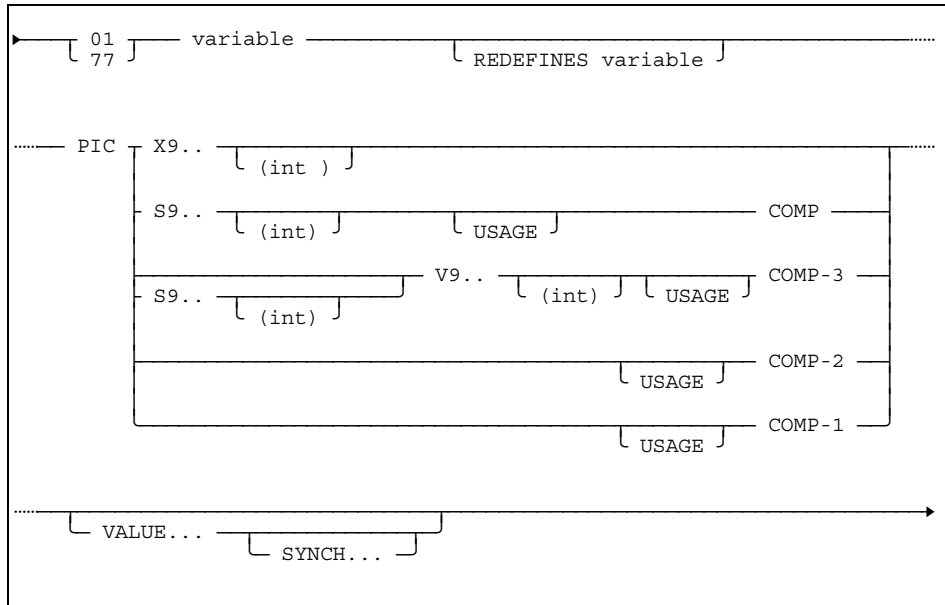 01 variable
77 REDEFINES variable
PIC X9..
(int )
S9.. COMP
(int) USAGE
V9.. COMP-3
S9.. (int) USAGE
(int)
COMP-2
USAGE
COMP-1
USAGE
VALUE...
SYNCH...